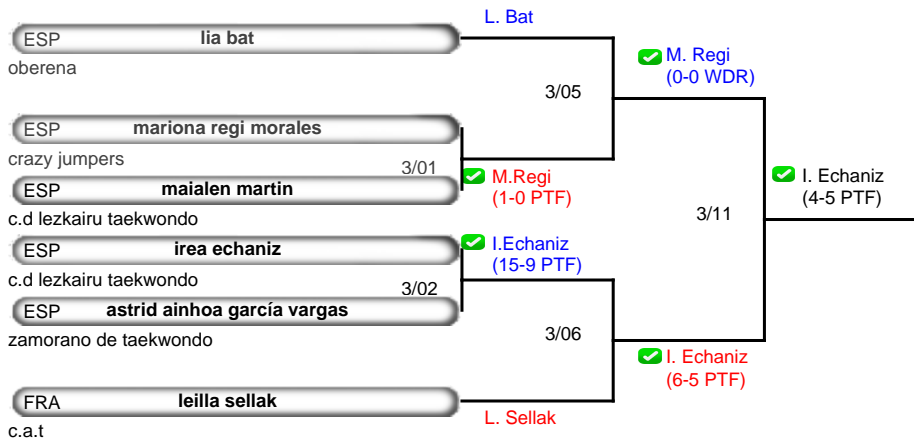 L. Bat
ESP lia bat
oberena
M. Regi
(0-0 WDR)
3/05
ESP mariona regi morales
crazy jumpers
3/01
M.Regi
(1-0 PTF)
ESP maialen martin
c.d lezkairu taekwondo
I. Echaniz
(4-5 PTF)
3/11
ESP irea echaniz
c.d lezkairu taekwondo
I.Echaniz
(15-9 PTF)
3/02
ESP astrid ainhoa garcía vargas
zamorano de taekwondo
3/06
I. Echaniz
(6-5 PTF)
FRA leilla sellak
c.a.t
L. Sellak